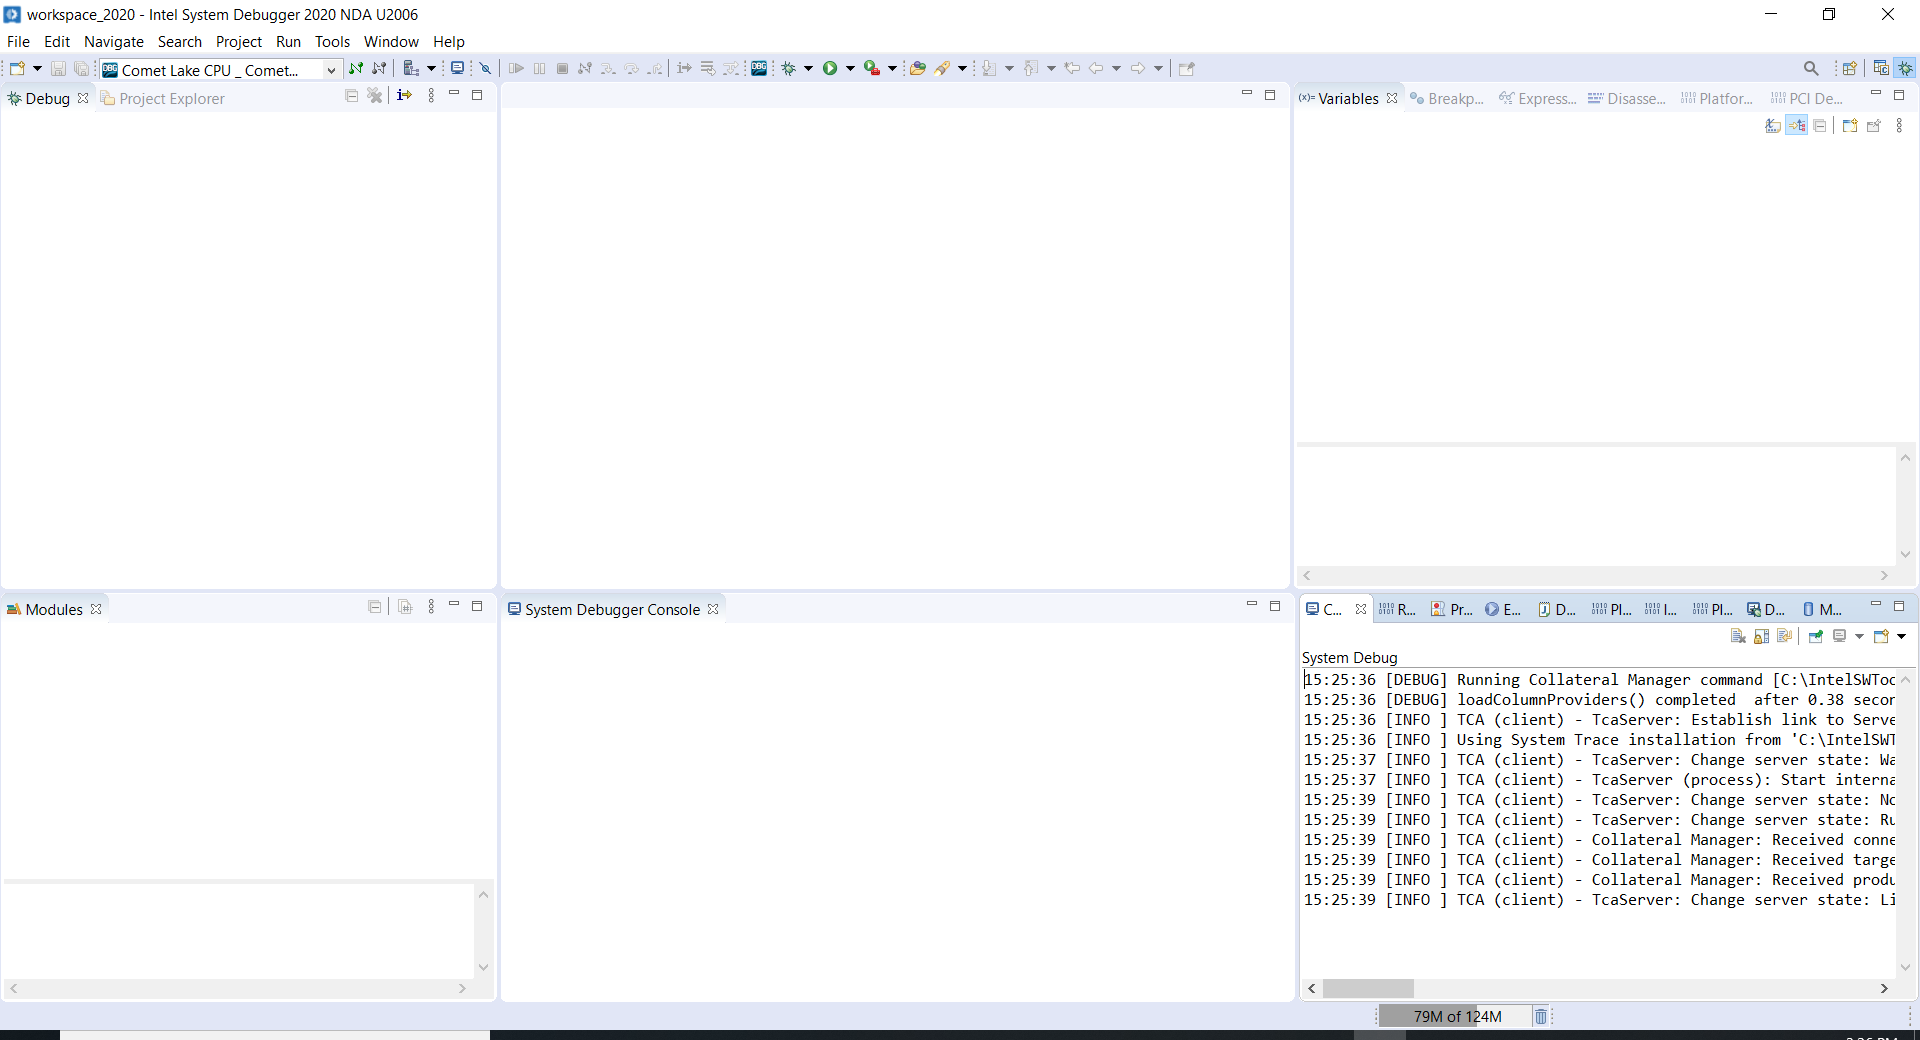 workspace_2020 - Intel System Debugger 2020 NDA U2006
File Edit Navigate Search Project Run Tools Window Help
DBG Comet Lake CPU _ Comet... DBG
Debug Project Explorer
(x)= Variables Breakp... Express... Disasse... Platfor... PCI De...
Modules
System Debugger Console
C... R... Pr... E... D... Pl... I... Pl... D... M...
System Debug
15:25:36 [DEBUG] Running Collateral Manager command [C:\IntelSWToo
15:25:36 [DEBUG] loadColumnProviders() completed  after 0.38 secon
15:25:36 [INFO ] TCA (client) - TcaServer: Establish link to Serve
15:25:36 [INFO ] Using System Trace installation from 'C:\IntelSWT
15:25:37 [INFO ] TCA (client) - TcaServer: Change server state: Wa
15:25:37 [INFO ] TCA (client) - TcaServer (process): Start interna
15:25:39 [INFO ] TCA (client) - TcaServer: Change server state: No
15:25:39 [INFO ] TCA (client) - TcaServer: Change server state: Ru
15:25:39 [INFO ] TCA (client) - Collateral Manager: Received conne
15:25:39 [INFO ] TCA (client) - Collateral Manager: Received targe
15:25:39 [INFO ] TCA (client) - Collateral Manager: Received produ
15:25:39 [INFO ] TCA (client) - TcaServer: Change server state: Li
79M of 124M